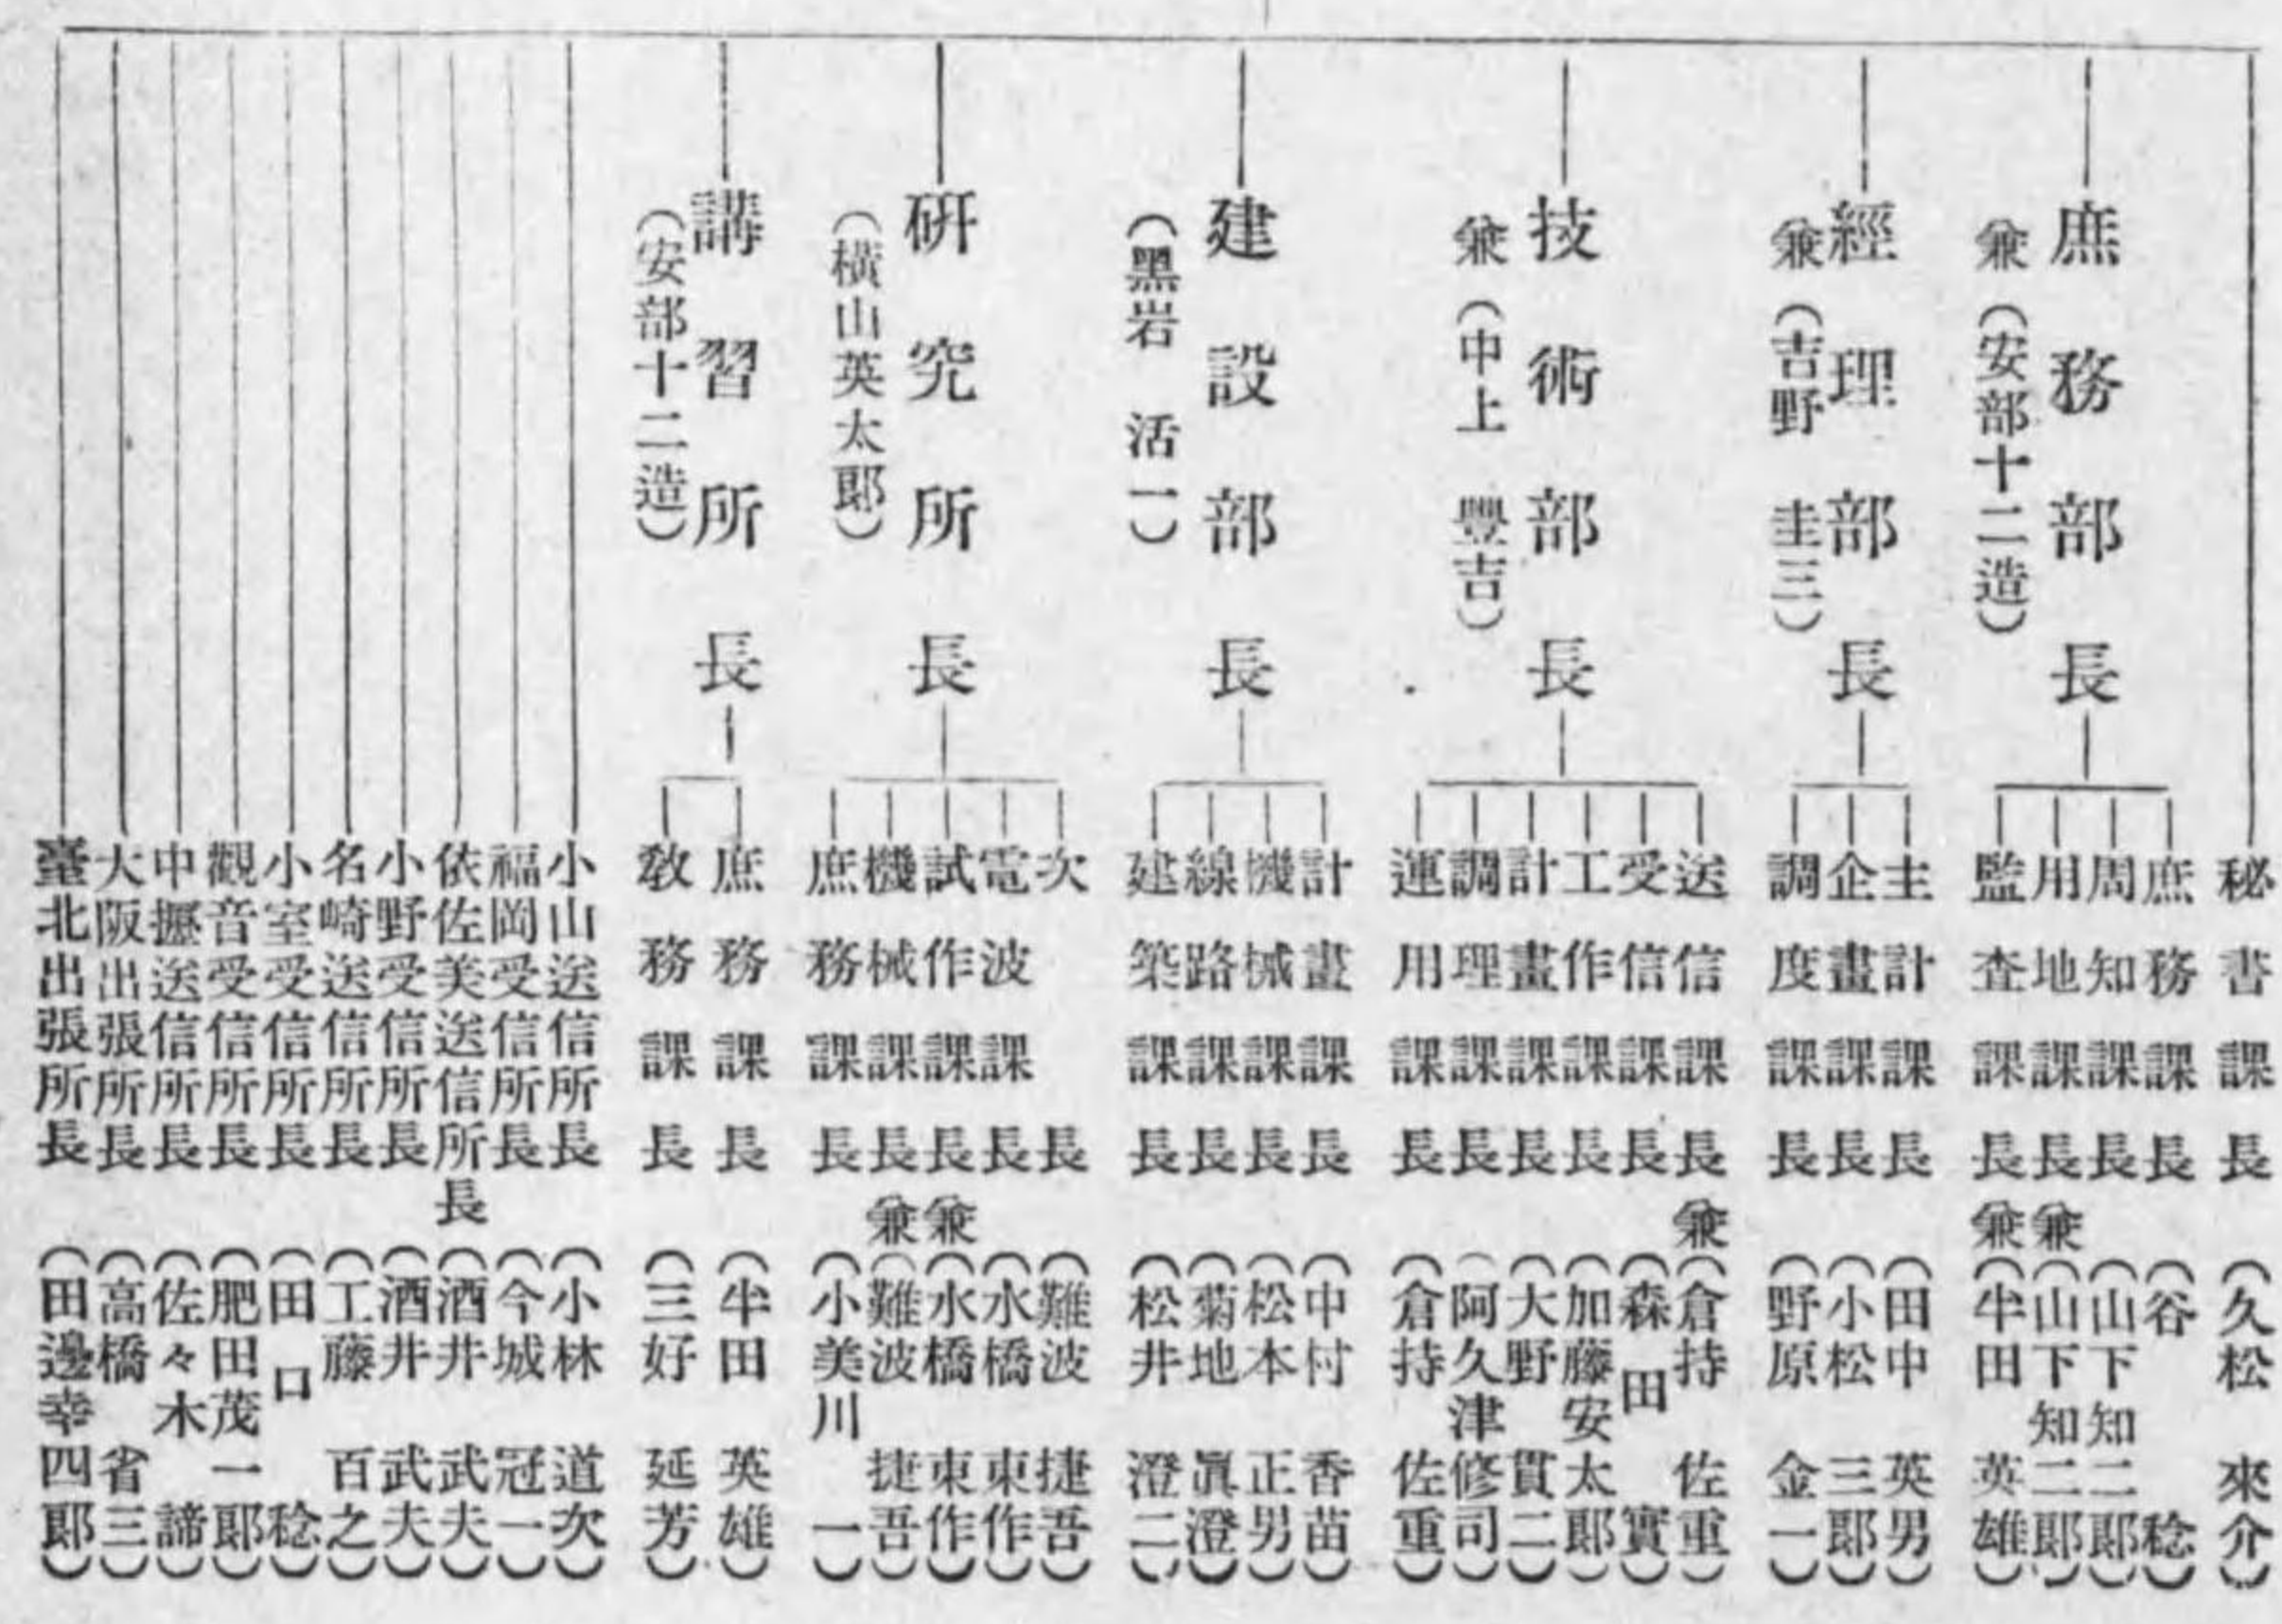 秘書課長（久松來介）
庶務部長
兼（安部十二造）
庶務課長（谷稔）
周知課長（山下知二郎）
用地課長兼（山下知二郎）
監査課長兼（半田英雄）
經理部長
兼（吉野圭三）
主計課長（田中英男）
企畫課長（小松三郎）
調度課長（野原金一）
技術部長
兼（中上豐吉）
送信課長兼（倉持佐重）
受信課長（森田實）
工作課長（加藤安太郎）
計畫課長（大野貫二）
調理課長（阿久津修司）
運用課長（倉持佐重）
建設部長
（黑岩活一）
計畫課長（中村香苗）
機械課長（松本正男）
線路課長（菊地眞澄）
建築課長（松井澄二）
研究所長
（横山英太郎）
次長（難波捷吾）
電波課長（水橋東作）
試作課長兼（水橋東作）
機械課長兼（難波捷吾）
庶務課長（小美川一）
講習所長
（安部十二造）
庶務課長（半田英雄）
教務課長（三好延芳）
小山送信所長（小林道次）
福岡受信所長（今城冠一）
依佐美送信所長（酒井武夫）
小野受信所長（酒井武夫）
名崎送信所長（工藤百之）
小室受信所長（田口稔）
觀音受信所長（肥田茂一郎）
中壢送信所長（佐々木諦）
大阪出張所長（高橋省三）
臺北出張所長（田邊幸四郎）